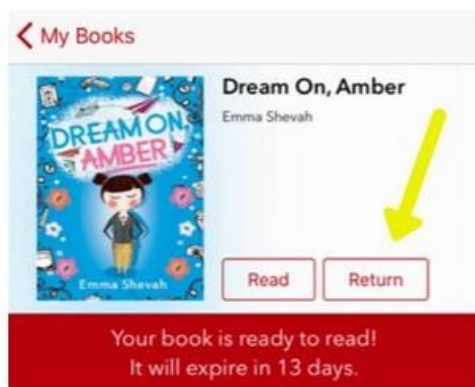 My Books
Dream On, Amber
Emma Shevah
DREAM ON,
AMBER
Emma Shevah
Read
Return
Your book is ready to read!
It will expire in 13 days.